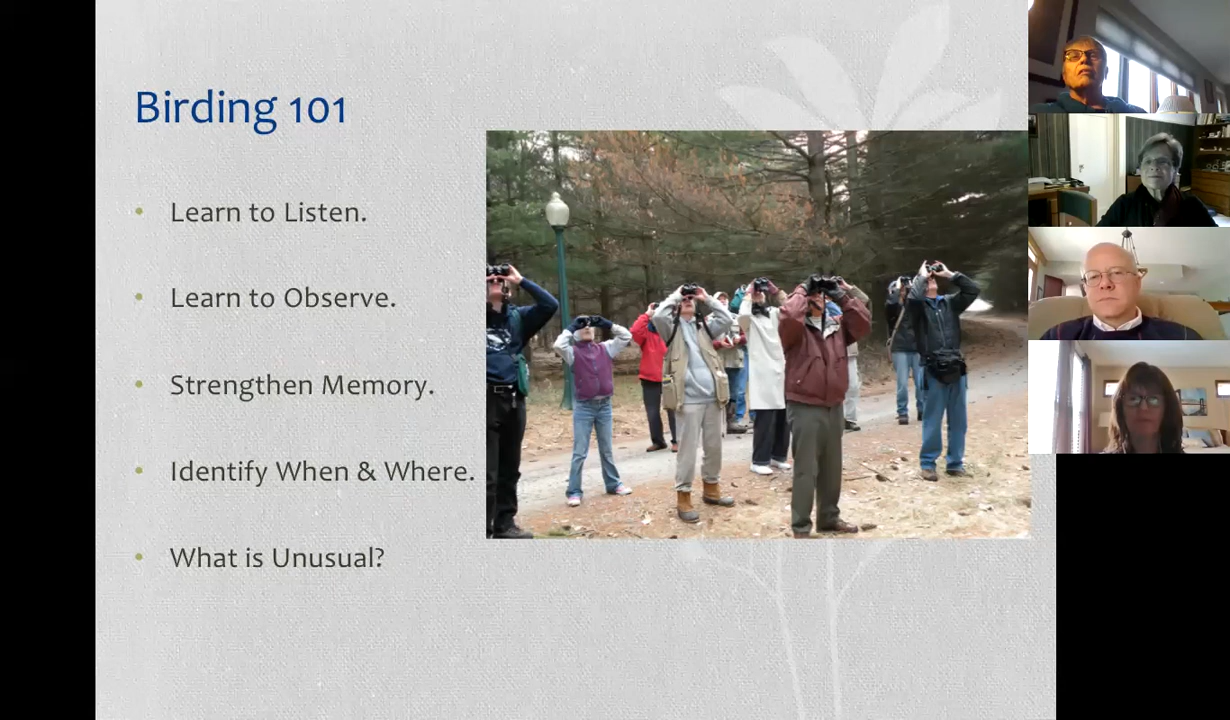 Birding 101
Learn to Listen.
Learn to Observe.
Strengthen Memory.
Identify When & Where.
What is Unusual?